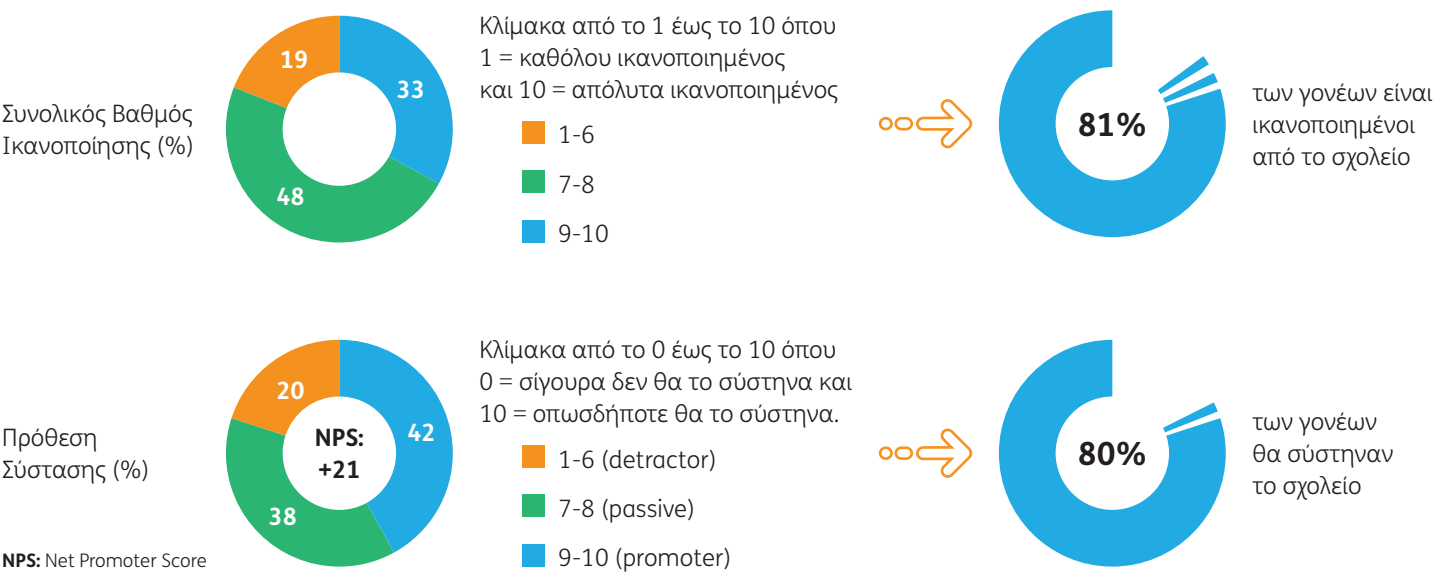 Συνολικός Βαθμός
Ικανοποίησης (%)
19
33
48
Κλίμακα από το 1 έως το 10 όπου
1 = καθόλου ικανοποιημένος
και 10 = απόλυτα ικανοποιημένος
1-6
7-8
9-10
81%
των γονέων είναι
ικανοποιημένοι
από το σχολείο
Πρόθεση
Σύστασης (%)
20
42
38
NPS:
+21
Κλίμακα από το 0 έως το 10 όπου
0 = σίγουρα δεν θα το σύστηνα και
10 = οπωσδήποτε θα το σύστηνα.
1-6 (detractor)
7-8 (passive)
9-10 (promoter)
80%
των γονέων
θα σύστηναν
το σχολείο
NPS: Net Promoter Score